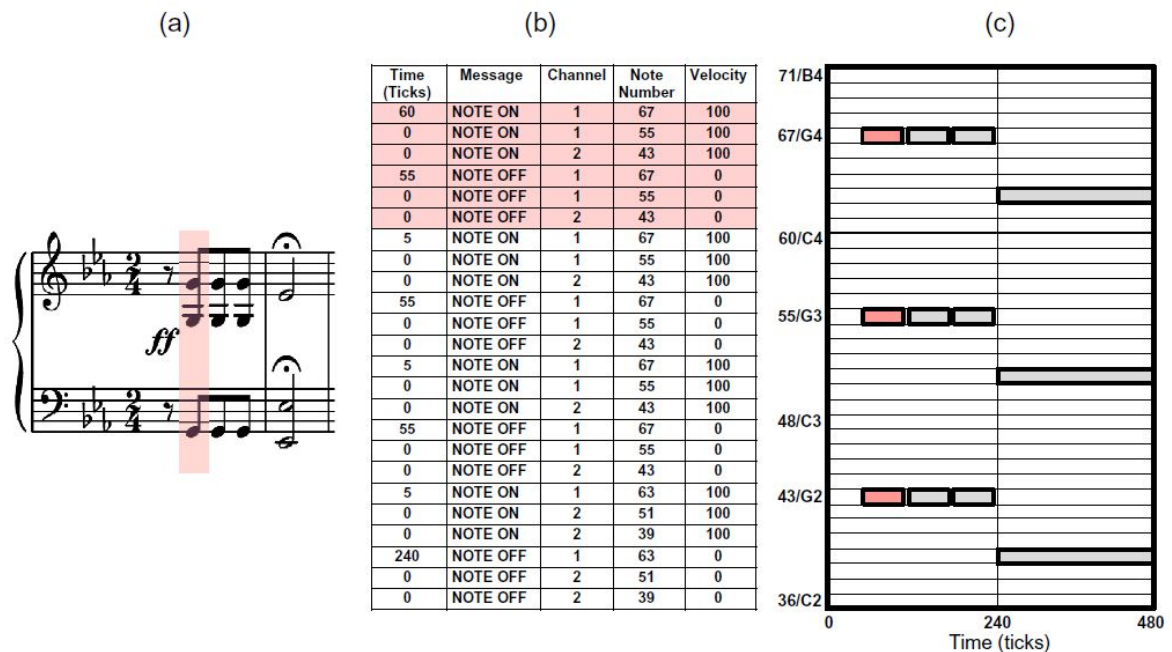 (a)
(b)
(c)
2 4
ff
2 4
Time (Ticks) Message Channel Note Number Velocity
60 NOTE ON 1 67 100
0 NOTE ON 1 55 100
0 NOTE ON 2 43 100
55 NOTE OFF 1 67 0
0 NOTE OFF 1 55 0
0 NOTE OFF 2 43 0
5 NOTE ON 1 67 100
0 NOTE ON 1 55 100
0 NOTE ON 2 43 100
55 NOTE OFF 1 67 0
0 NOTE OFF 1 55 0
0 NOTE OFF 2 43 0
5 NOTE ON 1 67 100
0 NOTE ON 1 55 100
0 NOTE ON 2 43 100
55 NOTE OFF 1 67 0
0 NOTE OFF 1 55 0
0 NOTE OFF 2 43 0
5 NOTE ON 1 63 100
0 NOTE ON 2 51 100
0 NOTE ON 2 39 100
240 NOTE OFF 1 63 0
0 NOTE OFF 2 51 0
0 NOTE OFF 2 39 0
71/B4
67/G4
60/C4
55/G3
48/C3
43/G2
36/C2
0 240 480
Time (ticks)